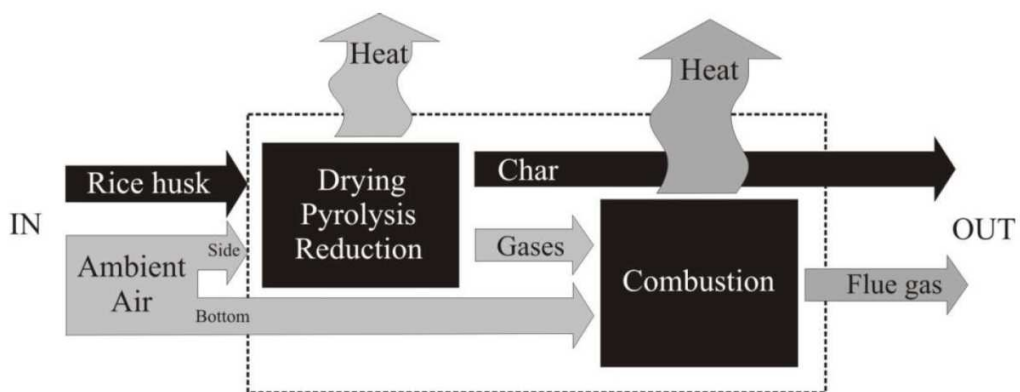 Heat
Heat
Rice husk
Drying
Pyrolysis
Reduction
Char
IN
OUT
Side
Gases
Ambient
Air
Combustion
Flue gas
Bottom